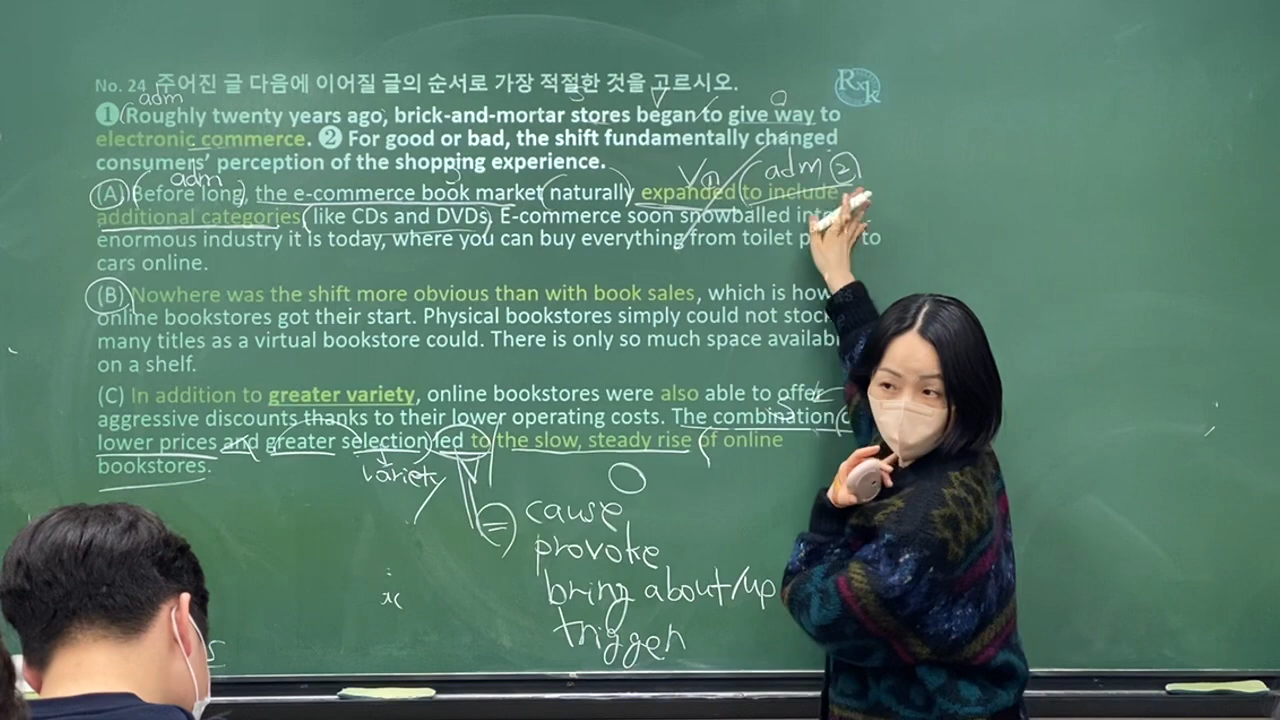 No. 24 주어진 글 다음에 이어질 글의 순서로 가장 적절한 것을 고르시오.
RxK
adm
❶(Roughly twenty years ago, brick-and-mortar stores began to give way to
electronic commerce. ❷ For good or bad, the shift fundamentally changed
consumers' perception of the shopping experience.
adm
adm ②
(A) Before long, the e-commerce book market (naturally) expanded to include
additional categories (like CDs and DVDs). E-commerce soon snowballed
enormous industry it is today, where you can buy everything from toilet to
cars online.
(B) Nowhere was the shift more obvious than with book sales, which is how
online bookstores got their start. Physical bookstores simply could not stock
many titles as a virtual bookstore could. There is only so much space
on a shelf.
(C) In addition to greater variety, online bookstores were also able to offer
aggressive discounts thanks to their lower operating costs. The combination
lower prices and greater selection) led to the slow, steady rise of online
bookstores.
variety
cause
provoke
bring about/up
trigger